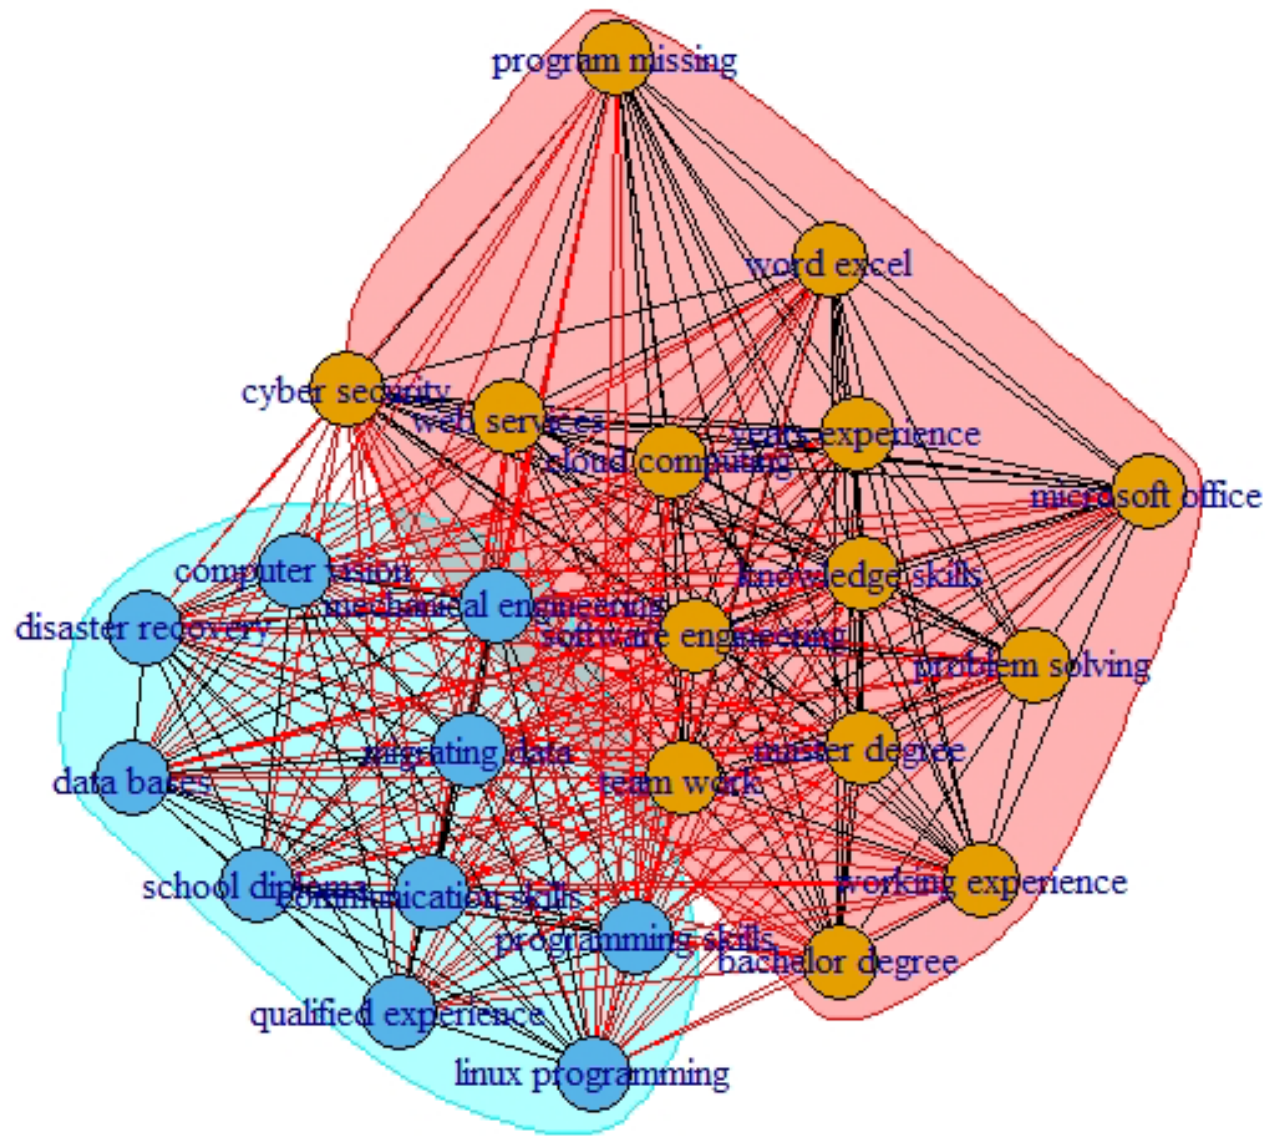 program missing
word excel
cyber security
web services
years experience
cloud computing
microsoft office
computer vision
knowledge skills
mechanical engineering
disaster recovery
software engineering
problem solving
migrating data
master degree
data bases
team work
school diploma
communication skills
working experience
programming skills
bachelor degree
qualified experience
linux programming